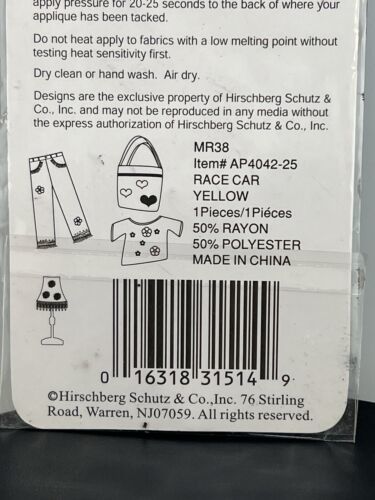 apply pressure for 20-25 seconds to the back of where your
applique has been tacked.
Do not heat apply to fabrics with a low melting point without
testing heat sensitivity first.
Dry clean or hand wash.  Air dry.
Designs are the exclusive property of Hirschberg Schutz &
Co., Inc. and may not be reproduced in any media without
the express authorization of Hirschberg Schutz & Co., Inc.
MR38
Item# AP4042-25
RACE CAR
YELLOW
1Pieces/1Piéces
50% RAYON
50% POLYESTER
MADE IN CHINA
0 16318 31514 9
©Hirschberg Schutz & Co.,Inc. 76 Stirling
Road, Warren, NJ07059. All rights reserved.